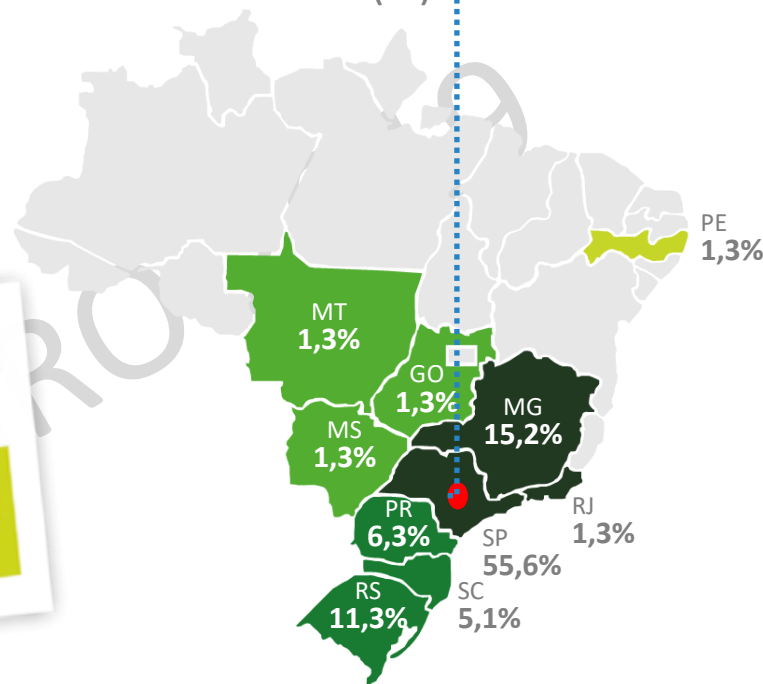 PE
1,3%
MT
1,3%
GO
1,3%
MG
15,2%
MS
1,3%
RJ
1,3%
PR
6,3%
SP
55,6%
SC
5,1%
RS
11,3%